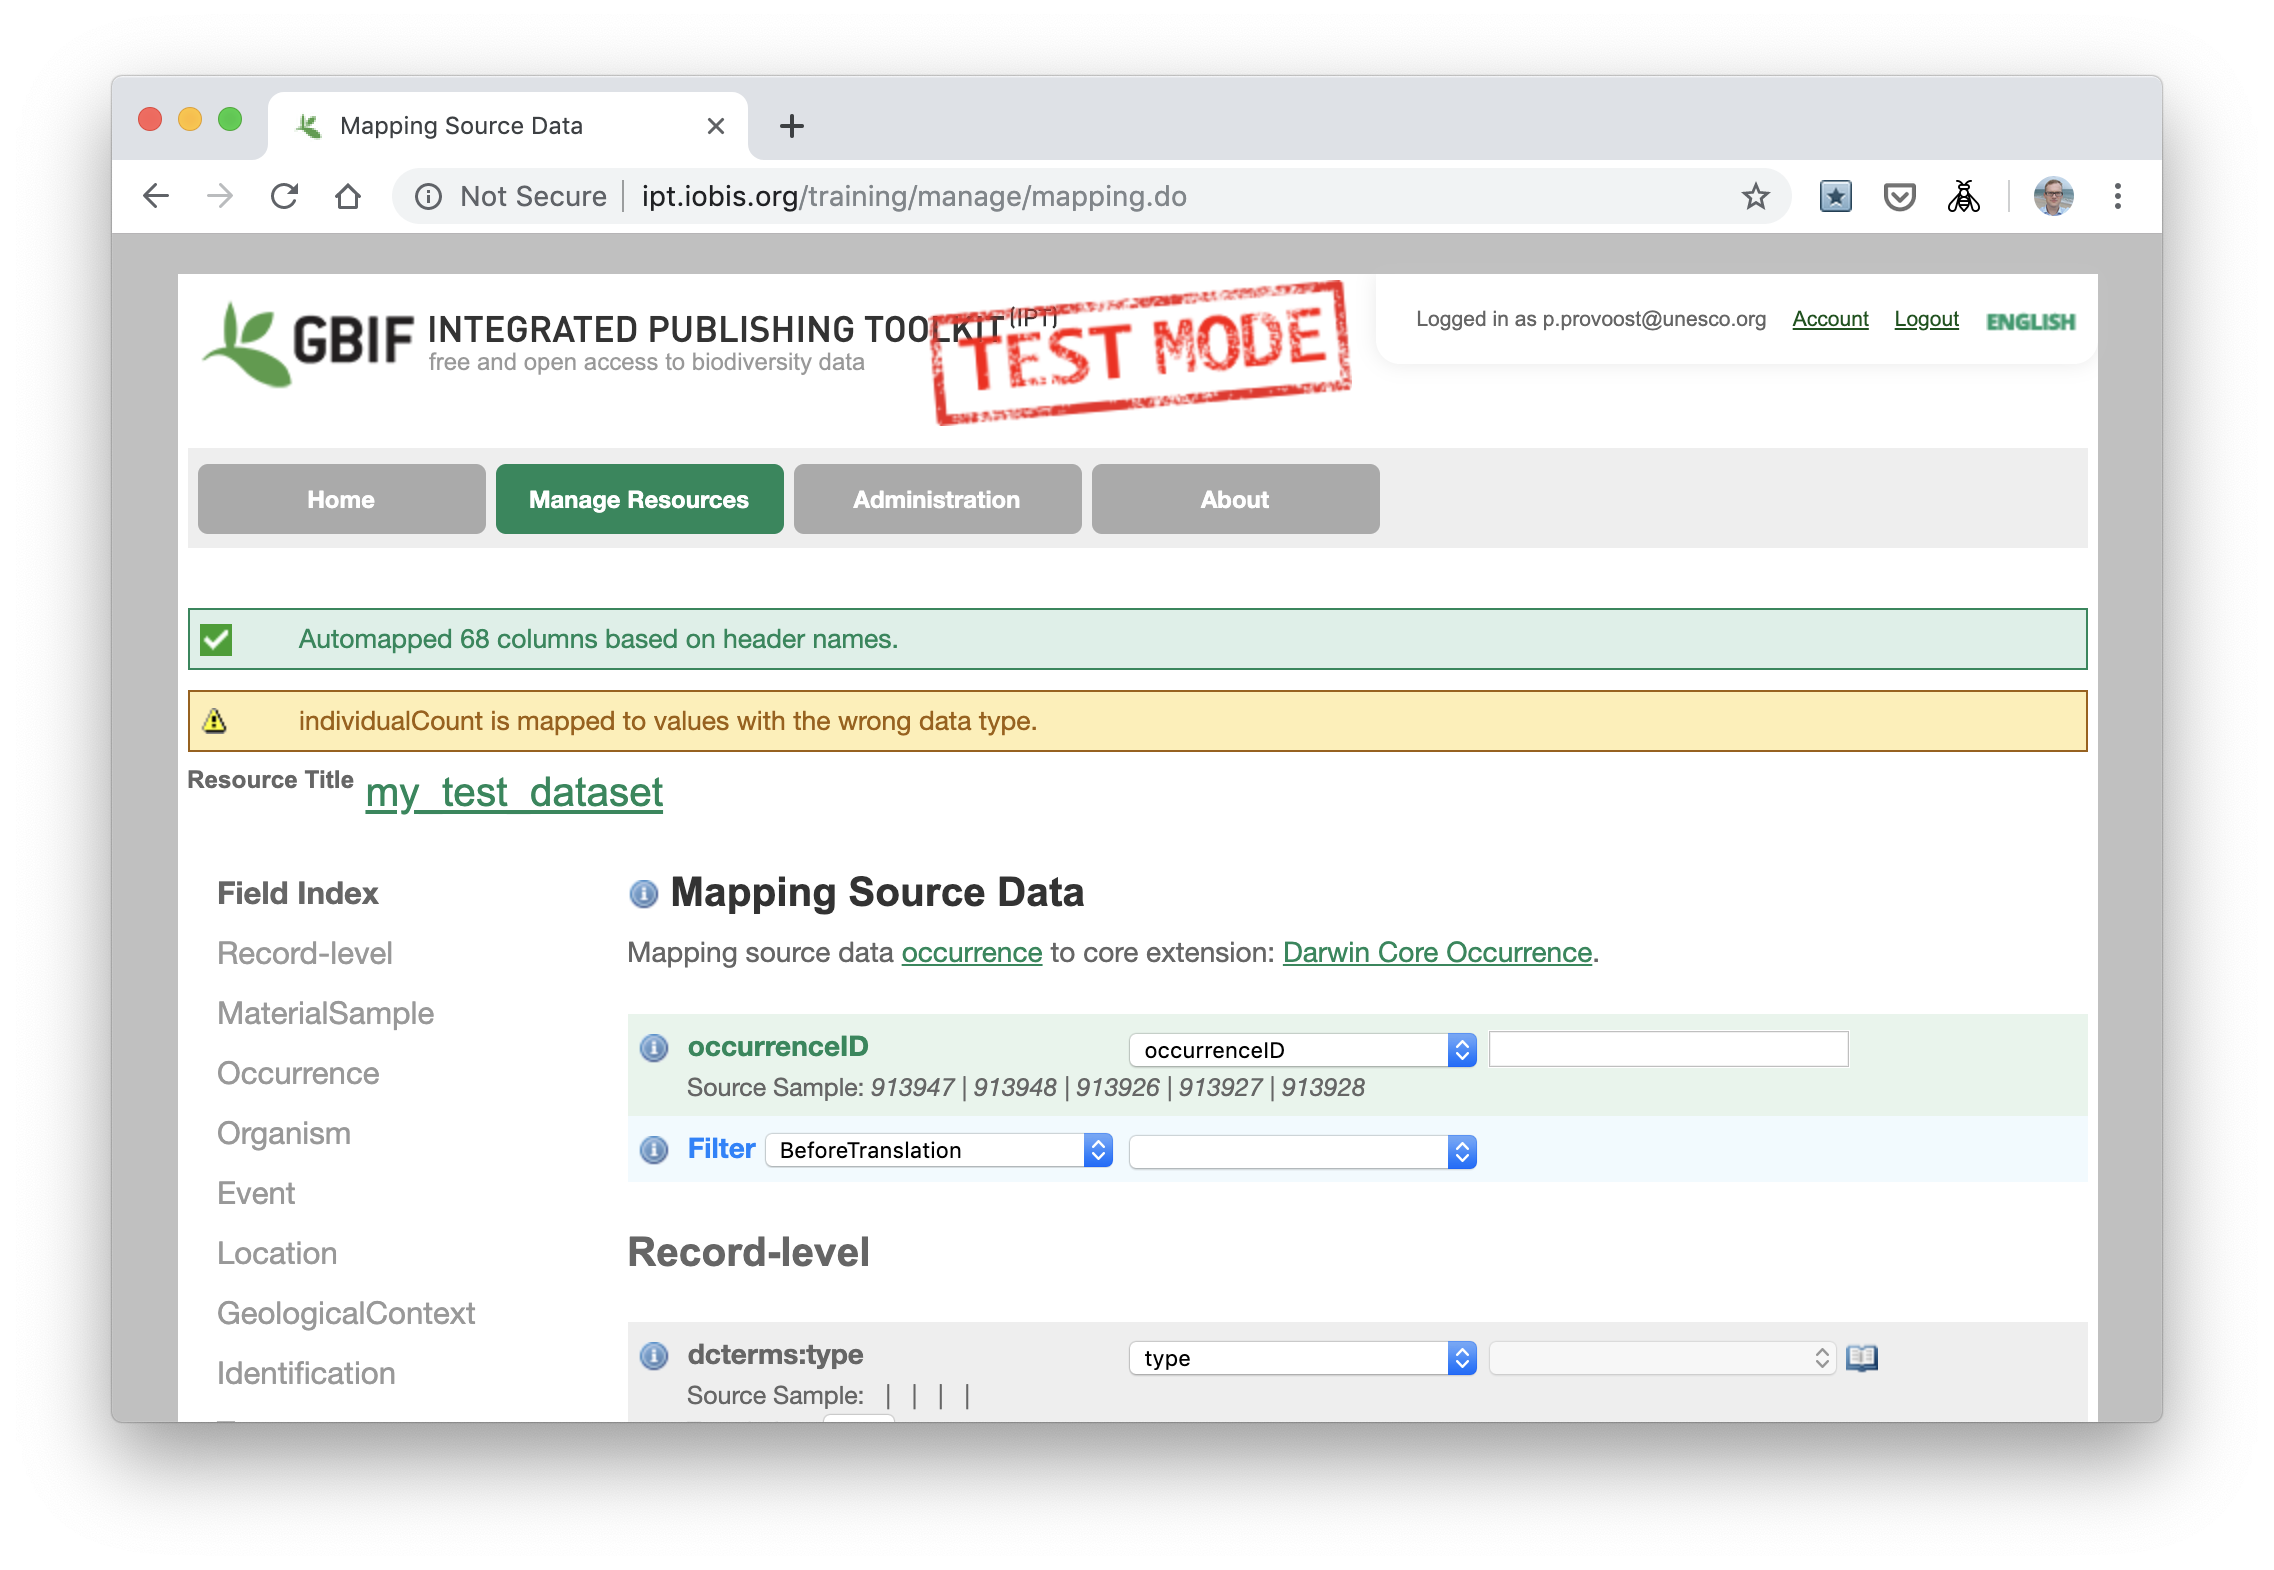 Mapping Source Data
Not Secure | ipt.iobis.org/training/manage/mapping.do
GBIF INTEGRATED PUBLISHING TOOLKIT (IPT)
free and open access to biodiversity data
TEST MODE
Logged in as p.provoost@unesco.org Account Logout ENGLISH
Home Manage Resources Administration About
Automapped 68 columns based on header names.
individualCount is mapped to values with the wrong data type.
Resource Title my_test_dataset
Field Index
Record-level
MaterialSample
Occurrence
Organism
Event
Location
GeologicalContext
Identification
Mapping Source Data
Mapping source data occurrence to core extension: Darwin Core Occurrence.
occurrenceID occurrenceID
Source Sample: 913947 | 913948 | 913926 | 913927 | 913928
Filter BeforeTranslation
Record-level
dcterms:type type
Source Sample: | | | |